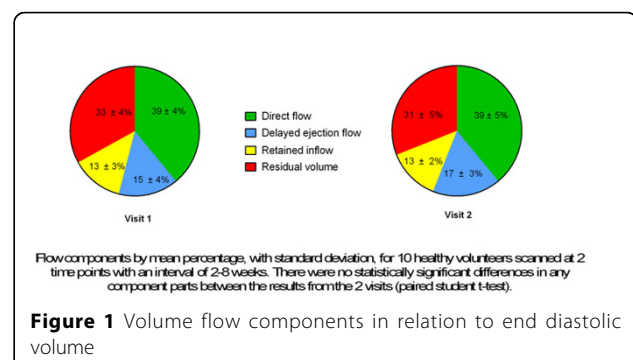 33 ± 4%
39 ± 4%
13 ± 3%
15 ± 4%
Visit 1
Direct flow
Delayed ejection flow
Retained inflow
Residual volume
31 ± 5%
39 ± 5%
13 ± 2%
17 ± 3%
Visit 2
Flow components by mean percentage, with standard deviation, for 10 healthy volunteers scanned at 2
time points with an interval of 2-8 weeks. There were no statistically significant differences in any
component parts between the results from the 2 visits (paired student t-test).
Figure 1 Volume flow components in relation to end diastolic
volume